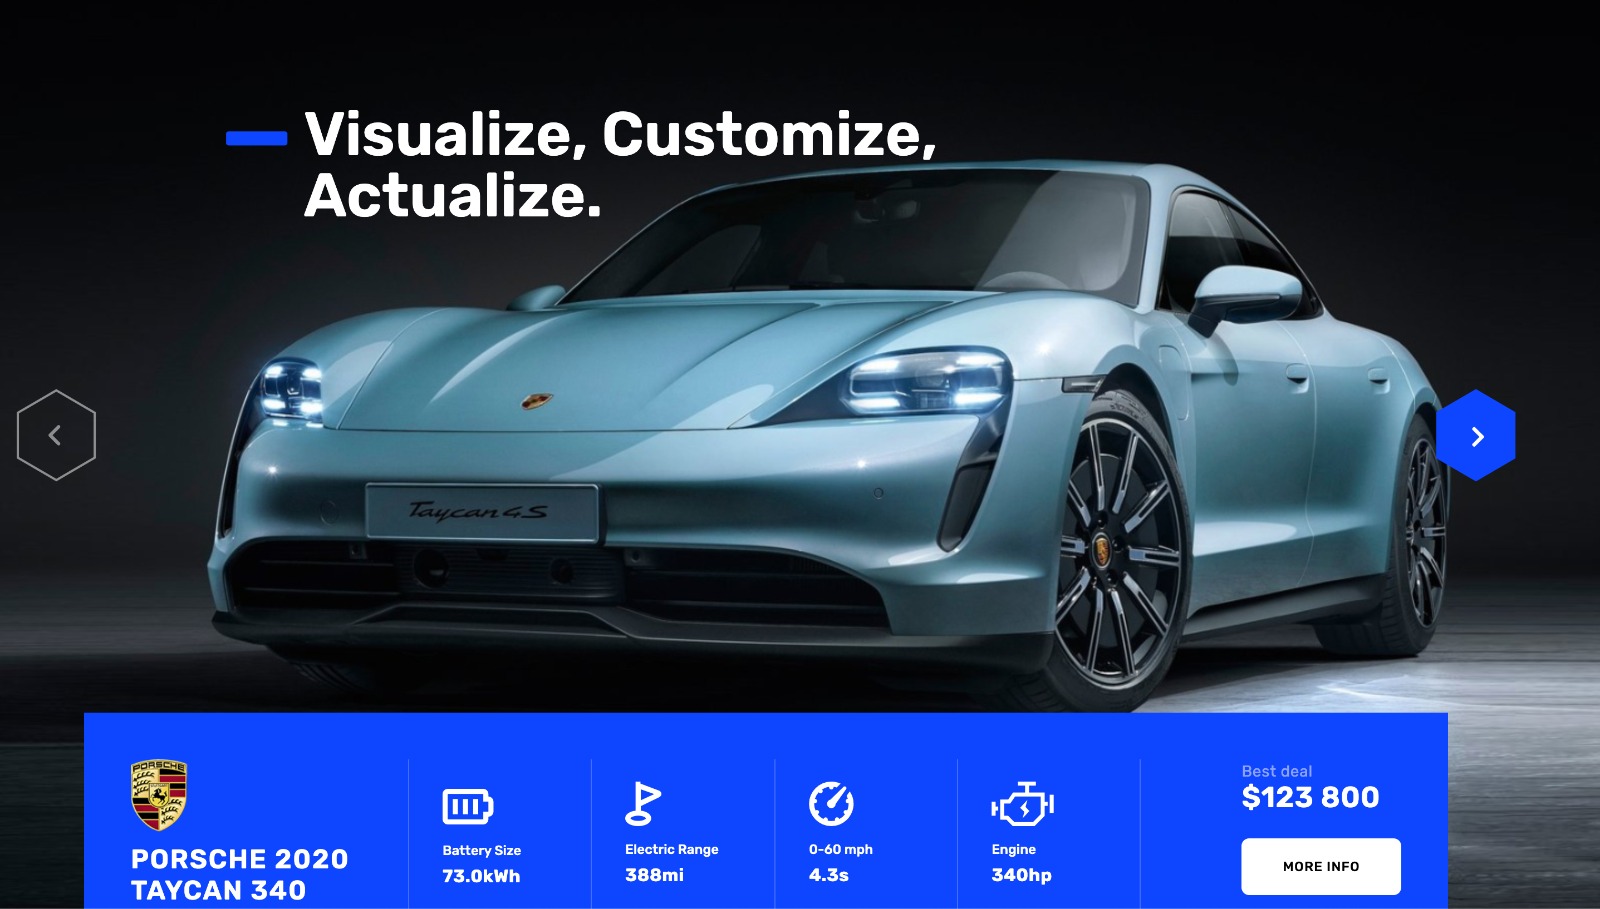 Visualize, Customize,
Actualize.
Taycan 4S
PORSCHE
PORSCHE 2020
TAYCAN 340
Battery Size
73.0kWh
Electric Range
388mi
0-60 mph
4.3s
Engine
340hp
Best deal
$123 800
MORE INFO